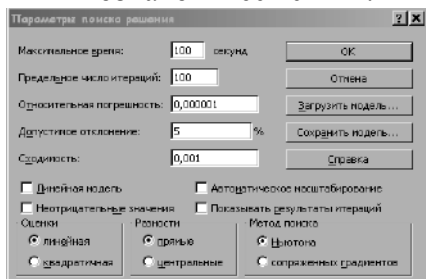 Параметры поиска решения
Максимальное время: 100 секунд OK
Предельное число итераций: 100 Отмена
Относительная погрешность: 0,000001 Загрузить модель...
Допустимое отклонение: 5 % Сохранить модель...
Сходимость: 0,001 Справка
Линейная модель Автоматическое масштабирование
Неотрицательные значения Показывать результаты итераций
Оценки Разности Метод поиска
линейная прямые Ньютона
квадратичная центральные сопряженных градиентов